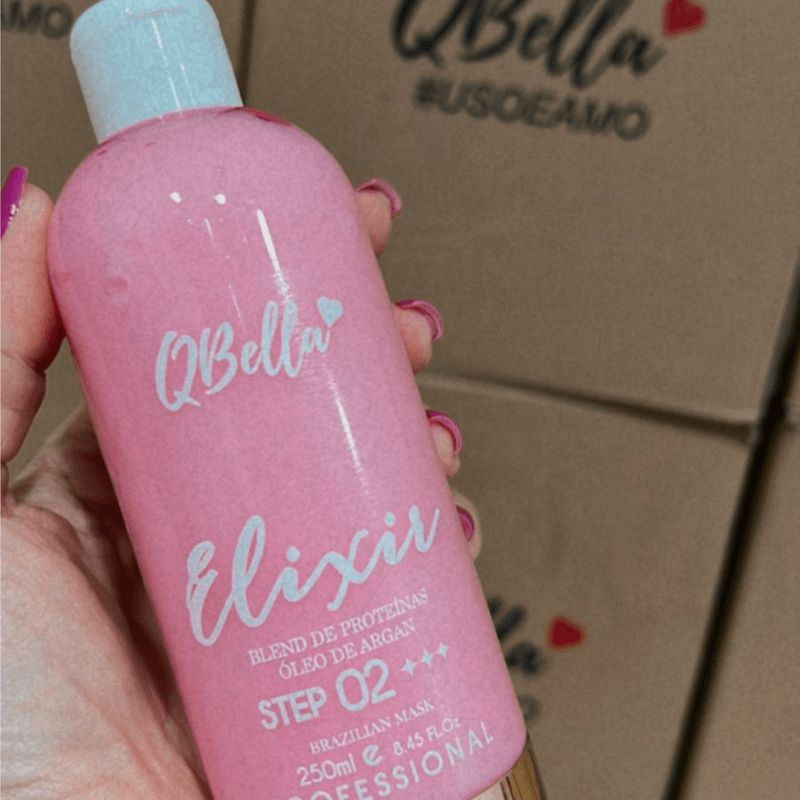 AMO
QBella
#USOEAMO
QBella
Elixir
BLEND DE PROTEÍNAS
ÓLEO DE ARGAN
STEP 02
BRAZILIAN MASK
250ml e 8.45 FL.Oz
PROFESSIONAL